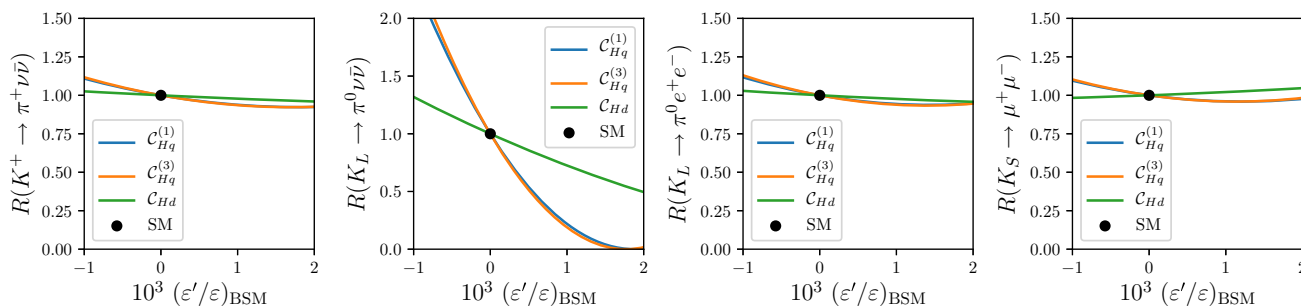 R(K⁺ → π⁺νν̄)
1.50
1.25
1.00
0.75
0.50
0.25
0.00
𝒞_{Hq}^{(1)}
𝒞_{Hq}^{(3)}
𝒞_{Hd}
SM
−1 0 1 2
10³ (ε′/ε)_{BSM}
R(K_L → π⁰νν̄)
2.0
1.5
1.0
0.5
0.0
𝒞_{Hq}^{(1)}
𝒞_{Hq}^{(3)}
𝒞_{Hd}
SM
−1 0 1 2
10³ (ε′/ε)_{BSM}
R(K_L → π⁰e⁺e⁻)
1.50
1.25
1.00
0.75
0.50
0.25
0.00
𝒞_{Hq}^{(1)}
𝒞_{Hq}^{(3)}
𝒞_{Hd}
SM
−1 0 1 2
10³ (ε′/ε)_{BSM}
R(K_S → μ⁺μ⁻)
1.50
1.25
1.00
0.75
0.50
0.25
0.00
𝒞_{Hq}^{(1)}
𝒞_{Hq}^{(3)}
𝒞_{Hd}
SM
−1 0 1 2
10³ (ε′/ε)_{BSM}